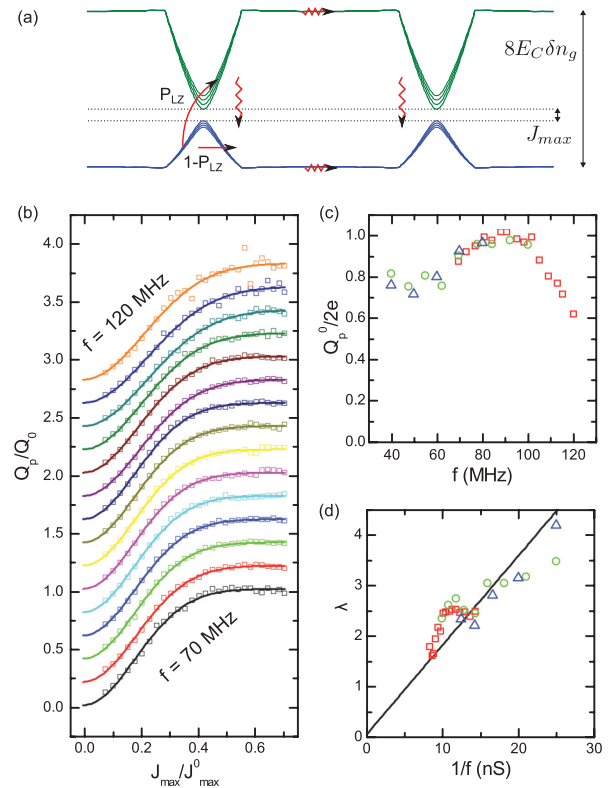 (a)
P_LZ
1-P_LZ
8E_C δn_g
J_max
(b)
Q_p/Q_0
4.0
3.5
3.0
2.5
2.0
1.5
1.0
0.5
0.0
f = 120 MHz
f = 70 MHz
0.0 0.2 0.4 0.6
J_max/J^0_max
(c)
Q_p^0/2e
1.0
0.8
0.6
0.4
0.2
0.0
40 60 80 100 120
f (MHz)
(d)
λ
4
3
2
1
0
0 10 20 30
1/f (nS)